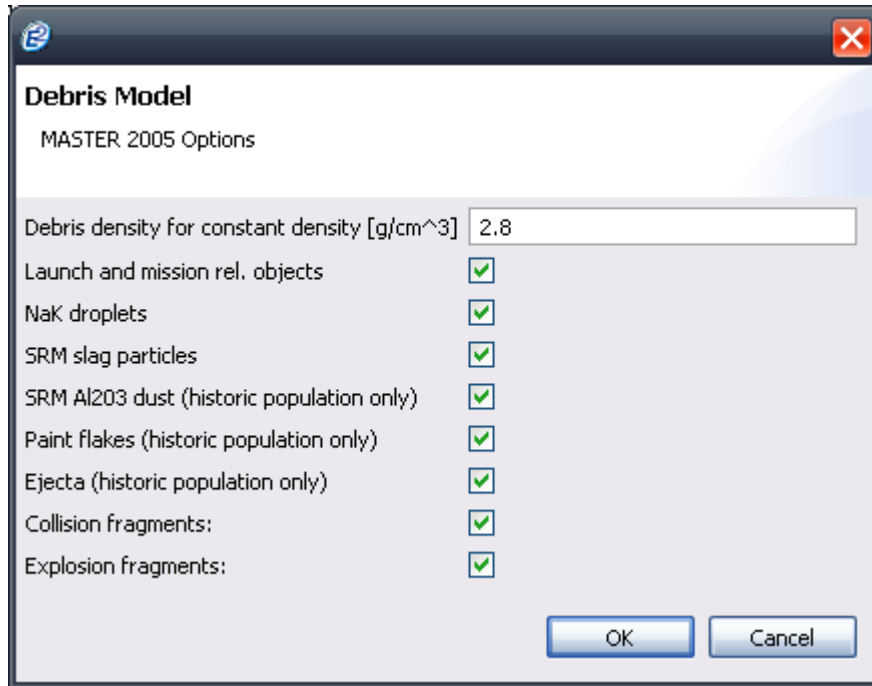 Debris Model
MASTER 2005 Options
Debris density for constant density [g/cm^3] 2.8
Launch and mission rel. objects
NaK droplets
SRM slag particles
SRM Al203 dust (historic population only)
Paint flakes (historic population only)
Ejecta (historic population only)
Collision fragments:
Explosion fragments:
OK Cancel